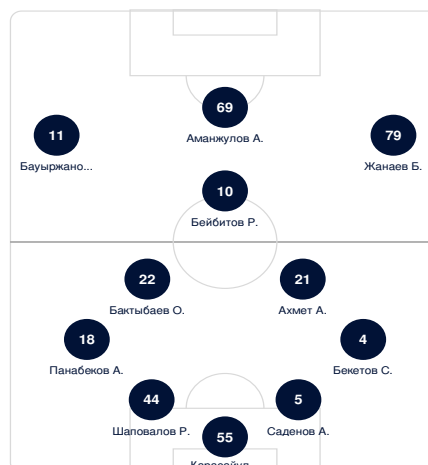 69
Аманжулов А.
11
Бауыржано...
79
Жанаев Б.
10
Бейбитов Р.
22
Бактыбаев О.
21
Ахмет А.
18
Панабеков А.
4
Бекетов С.
44
Шаповалов Р.
5
Саденов А.
55